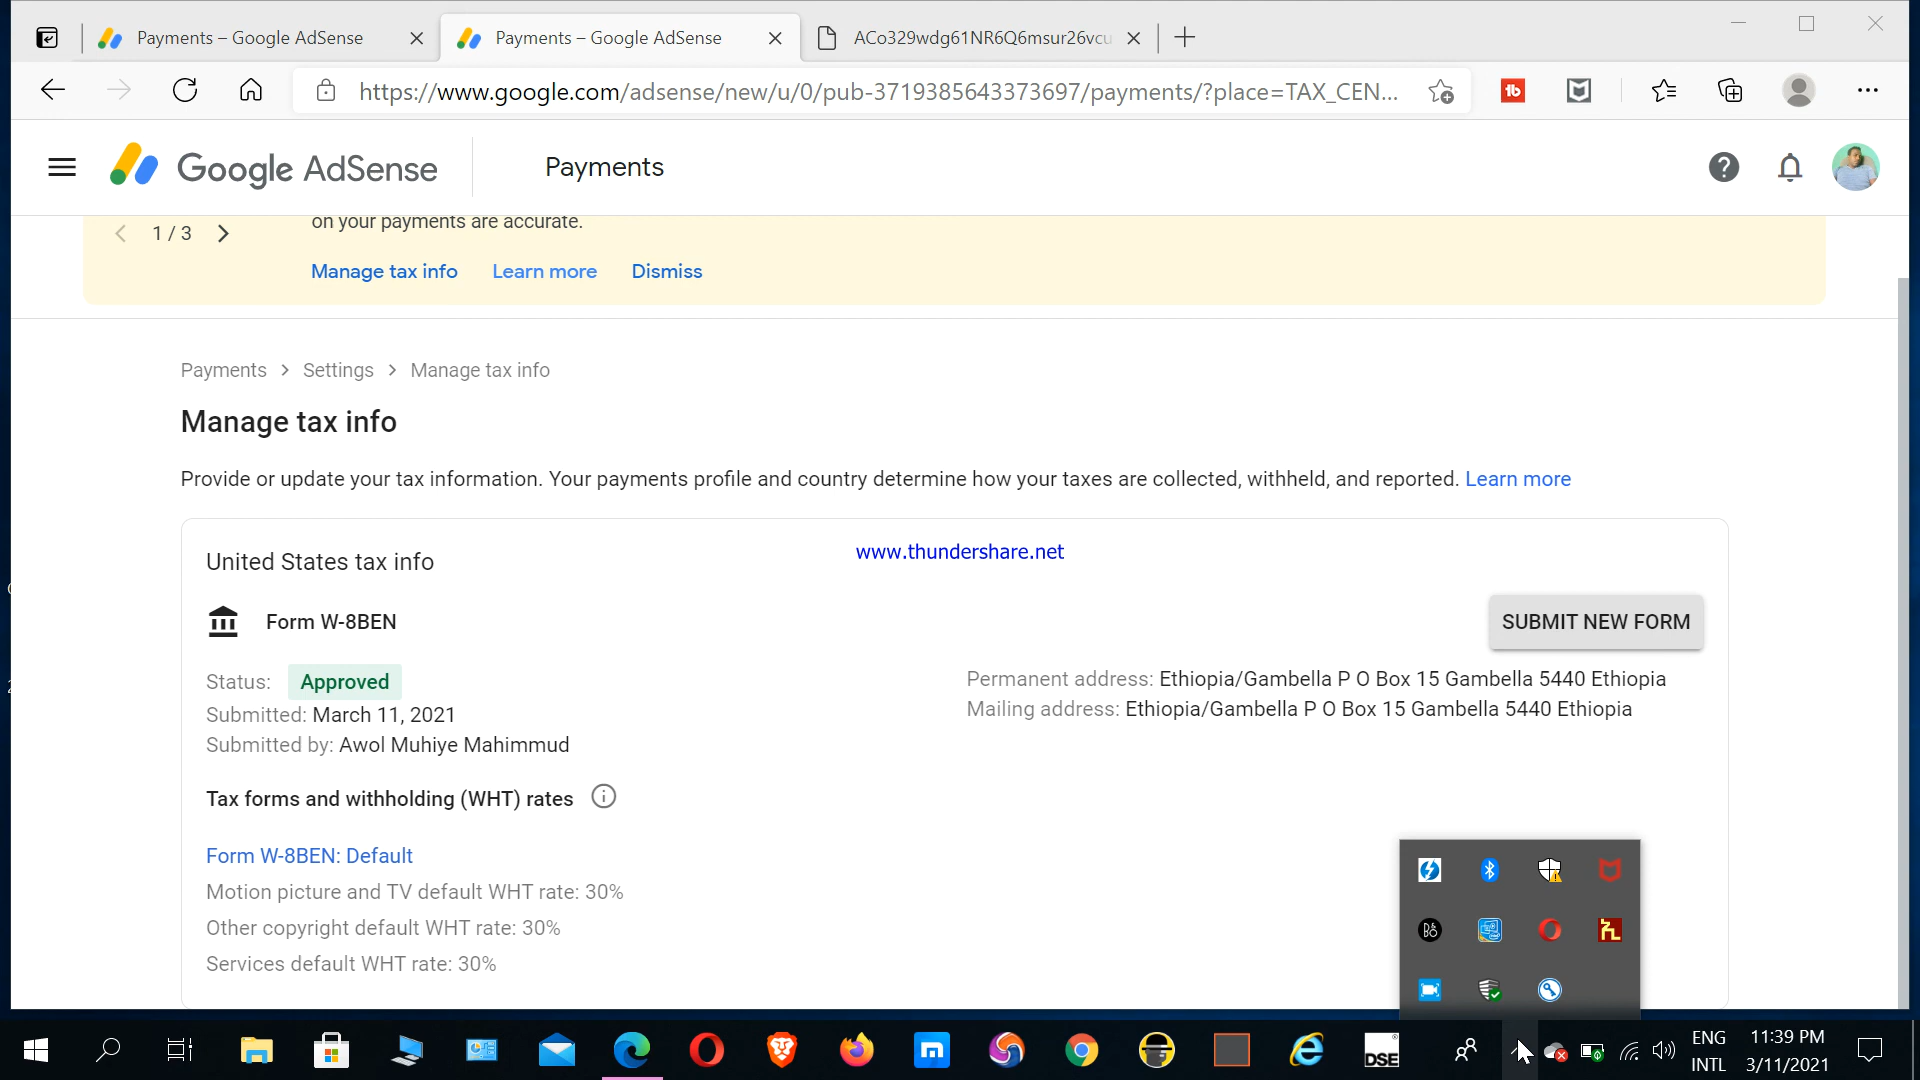 Payments – Google AdSense
Payments – Google AdSense
ACo329wdg61NR6Q6msur26vcu
https://www.google.com/adsense/new/u/0/pub-3719385643373697/payments/?place=TAX_CEN...
Google AdSense
Payments
on your payments are accurate.
1 / 3
Manage tax info Learn more Dismiss
Payments > Settings > Manage tax info
Manage tax info
Provide or update your tax information. Your payments profile and country determine how your taxes are collected, withheld, and reported. Learn more
www.thundershare.net
United States tax info
Form W-8BEN
SUBMIT NEW FORM
Status: Approved
Submitted: March 11, 2021
Submitted by: Awol Muhiye Mahimmud
Permanent address: Ethiopia/Gambella P O Box 15 Gambella 5440 Ethiopia
Mailing address: Ethiopia/Gambella P O Box 15 Gambella 5440 Ethiopia
Tax forms and withholding (WHT) rates
Form W-8BEN: Default
Motion picture and TV default WHT rate: 30%
Other copyright default WHT rate: 30%
Services default WHT rate: 30%
DSE
ENG
INTL
11:39 PM
3/11/2021